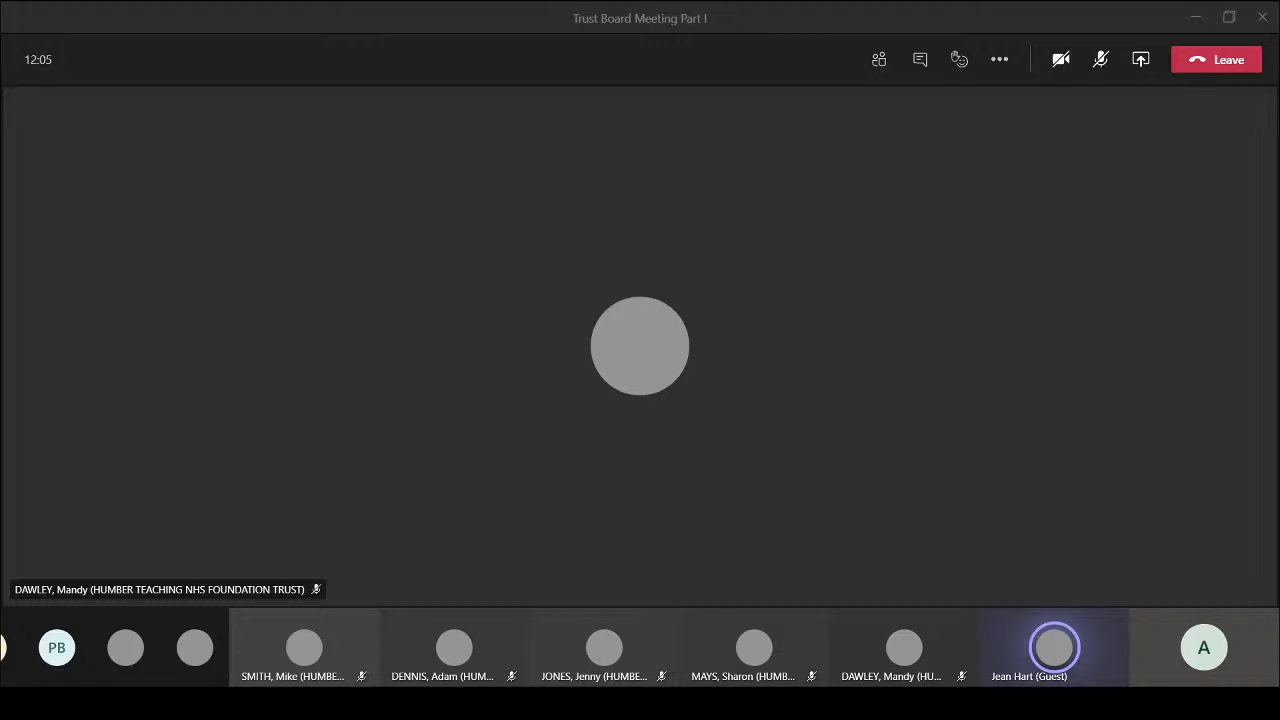 Trust Board Meeting Part I
12:05
Leave
DAWLEY, Mandy (HUMBER TEACHING NHS FOUNDATION TRUST)
PB
A
SMITH, Mike (HUMBE...
DENNIS, Adam (HUM...
JONES, Jenny (HUMBE...
MAYS, Sharon (HUMB...
DAWLEY, Mandy (HU...
Jean Hart (Guest)